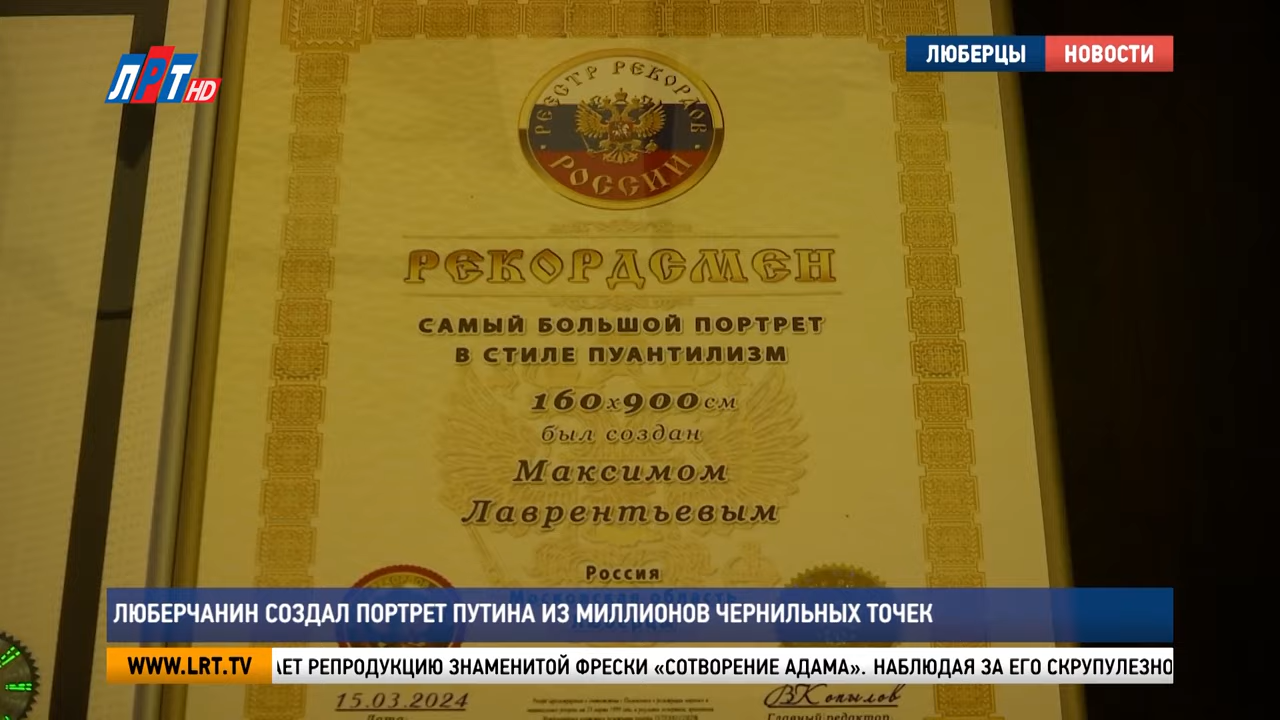 ЛРТ HD
ЛЮБЕРЦЫ НОВОСТИ
РЕЕСТР РЕКОРДОВ
РОССИИ
РЕКОРДСМЕН
САМЫЙ БОЛЬШОЙ ПОРТРЕТ
В СТИЛЕ ПУАНТИЛИЗМ
160х900см
был создан
Максимом
Лаврентьевым
Россия
Московская область
ЛЮБЕРЧАНИН СОЗДАЛ ПОРТРЕТ ПУТИНА ИЗ МИЛЛИОНОВ ЧЕРНИЛЬНЫХ ТОЧЕК
WWW.LRT.TV АЕТ РЕПРОДУКЦИЮ ЗНАМЕНИТОЙ ФРЕСКИ «СОТВОРЕНИЕ АДАМА». НАБЛЮДАЯ ЗА ЕГО СКРУПУЛЕЗНО
15.03.2024 ВКопылов
Дата Главный редактор